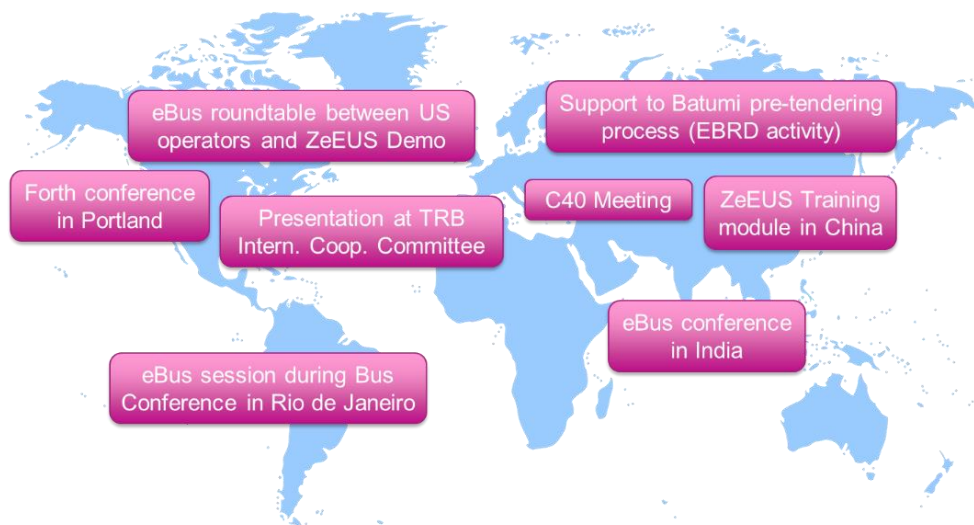 eBus roundtable between US
operators and ZeEUS Demo
Support to Batumi pre-tendering
process (EBRD activity)
Forth conference
in Portland
Presentation at TRB
Intern. Coop. Committee
C40 Meeting
ZeEUS Training
module in China
eBus conference
in India
eBus session during Bus
Conference in Rio de Janeiro